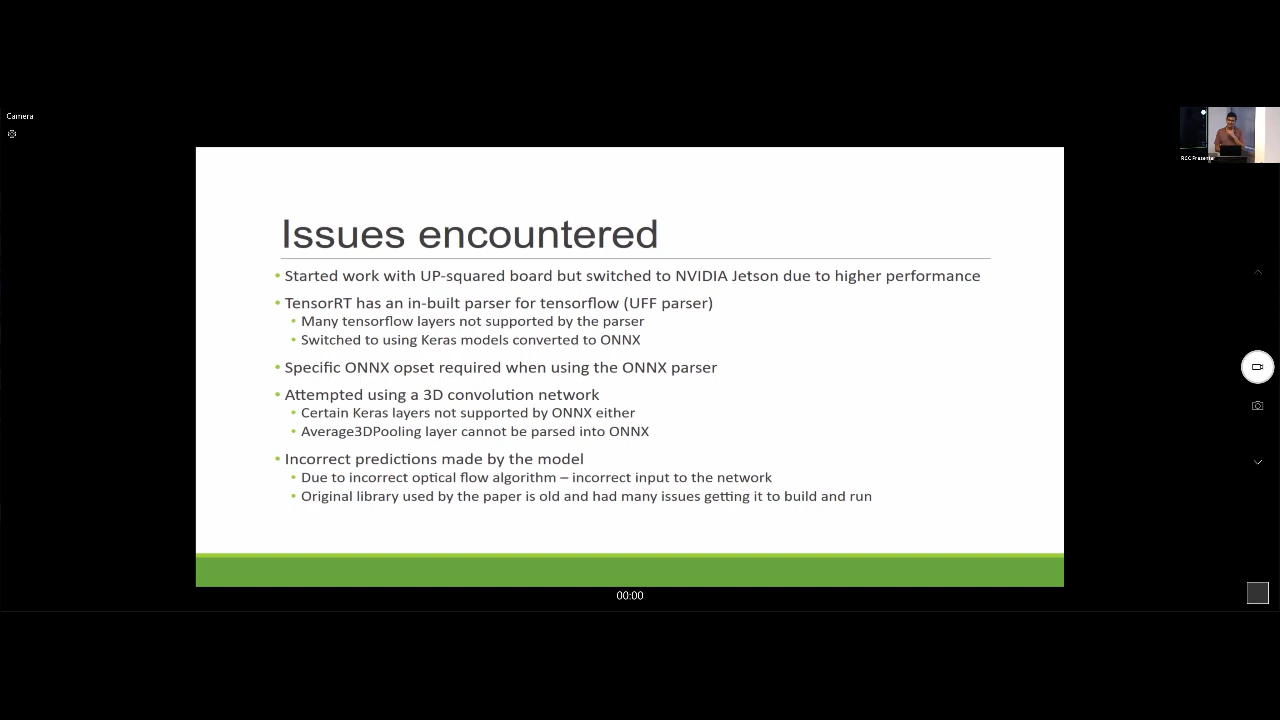 Camera
RCC Presenter
Issues encountered
• Started work with UP-squared board but switched to NVIDIA Jetson due to higher performance
• TensorRT has an in-built parser for tensorflow (UFF parser)
• Many tensorflow layers not supported by the parser
• Switched to using Keras models converted to ONNX
• Specific ONNX opset required when using the ONNX parser
• Attempted using a 3D convolution network
• Certain Keras layers not supported by ONNX either
• Average3DPooling layer cannot be parsed into ONNX
• Incorrect predictions made by the model
• Due to incorrect optical flow algorithm – incorrect input to the network
• Original library used by the paper is old and had many issues getting it to build and run
00:00